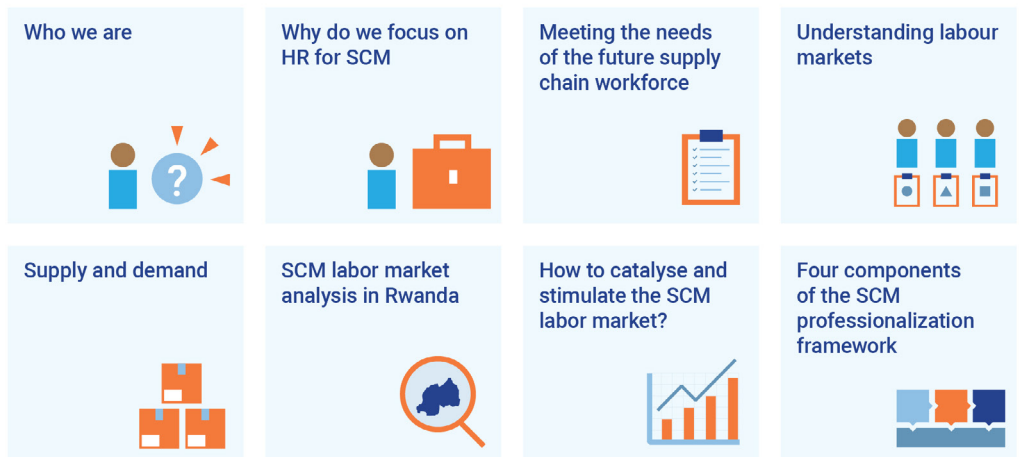 Who we are
Why do we focus on
HR for SCM
Meeting the needs
of the future supply
chain workforce
Understanding labour
markets
?
Supply and demand
SCM labor market
analysis in Rwanda
How to catalyse and
stimulate the SCM
labor market?
Four components
of the SCM
professionalization
framework